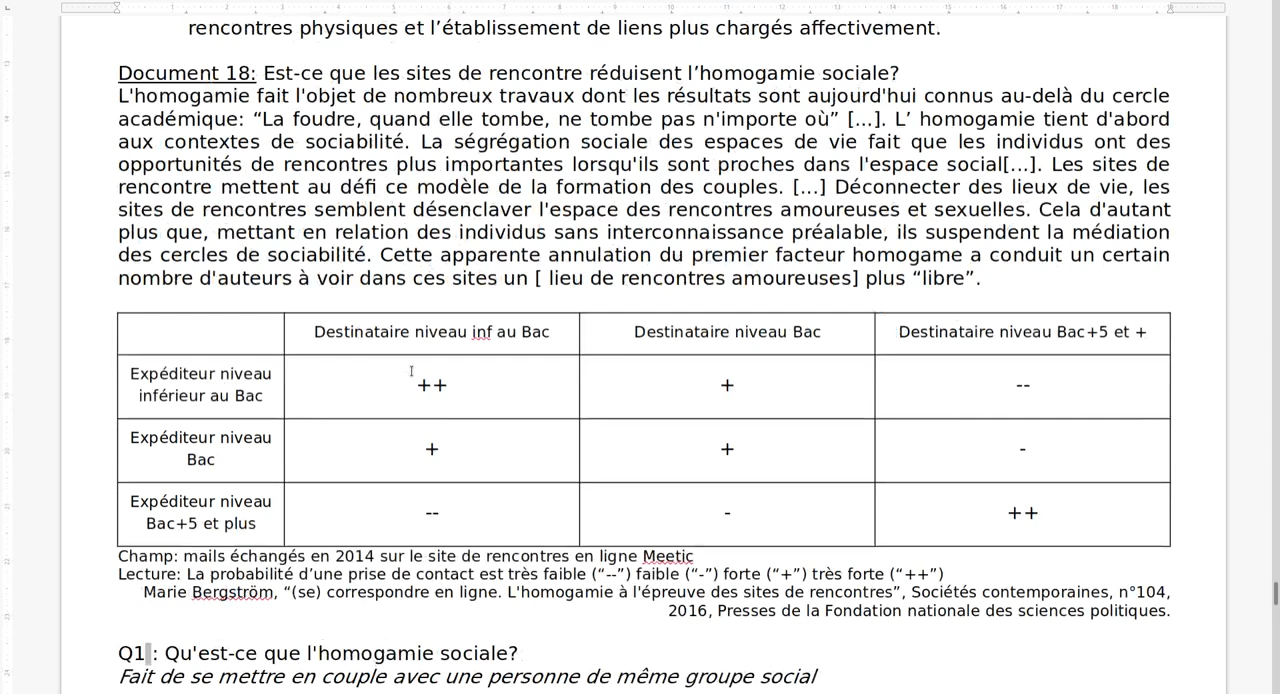 rencontres physiques et l’établissement de liens plus chargés affectivement.
Document 18: Est-ce que les sites de rencontre réduisent l’homogamie sociale?
L'homogamie fait l'objet de nombreux travaux dont les résultats sont aujourd'hui connus au-delà du cercle
académique: “La foudre, quand elle tombe, ne tombe pas n'importe où” [...]. L’ homogamie tient d'abord
aux contextes de sociabilité. La ségrégation sociale des espaces de vie fait que les individus ont des
opportunités de rencontres plus importantes lorsqu'ils sont proches dans l'espace social[...]. Les sites de
rencontre mettent au défi ce modèle de la formation des couples. [...] Déconnecter des lieux de vie, les
sites de rencontres semblent désenclaver l'espace des rencontres amoureuses et sexuelles. Cela d'autant
plus que, mettant en relation des individus sans interconnaissance préalable, ils suspendent la médiation
des cercles de sociabilité. Cette apparente annulation du premier facteur homogame a conduit un certain
nombre d'auteurs à voir dans ces sites un [ lieu de rencontres amoureuses] plus “libre”.
Destinataire niveau inf au Bac Destinataire niveau Bac Destinataire niveau Bac+5 et +
Expéditeur niveau
inférieur au Bac ++ + --
Expéditeur niveau
Bac + + -
Expéditeur niveau
Bac+5 et plus -- - ++
Champ: mails échangés en 2014 sur le site de rencontres en ligne Meetic
Lecture: La probabilité d’une prise de contact est très faible (“--”) faible (“-”) forte (“+”) très forte (“++”)
Marie Bergström, “(se) correspondre en ligne. L'homogamie à l'épreuve des sites de rencontres”, Sociétés contemporaines, n°104,
2016, Presses de la Fondation nationale des sciences politiques.
Q1 : Qu'est-ce que l'homogamie sociale?
Fait de se mettre en couple avec une personne de même groupe social